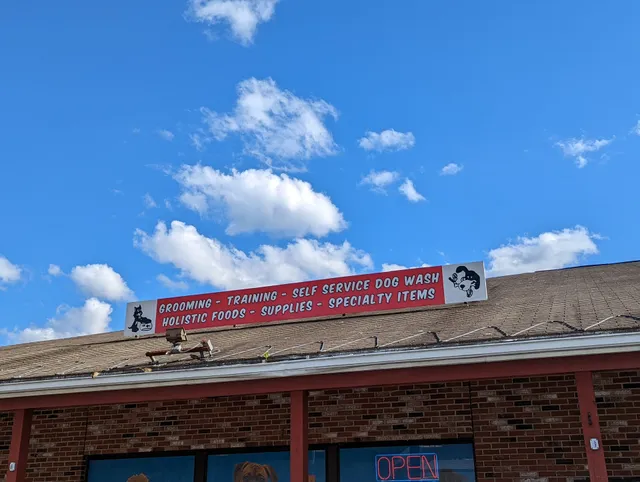 GROOMING - TRAINING - SELF SERVICE DOG WASH
HOLISTIC FOODS - SUPPLIES - SPECIALTY ITEMS
OPEN